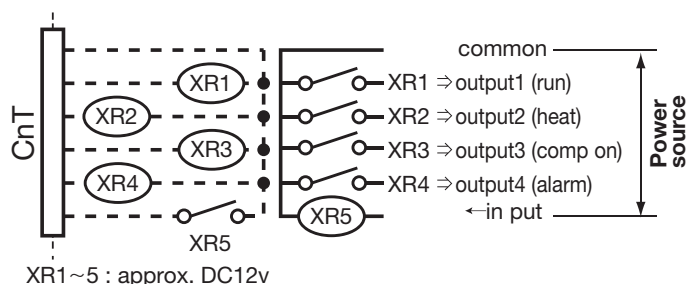 CnT
common
XR1
XR1 ⇒output1 (run)
XR2
XR2 ⇒output2 (heat)
XR3
XR3 ⇒output3 (comp on)
XR4
XR4 ⇒output4 (alarm)
XR5
XR5
←in put
Power
source
XR1~5 : approx. DC12v